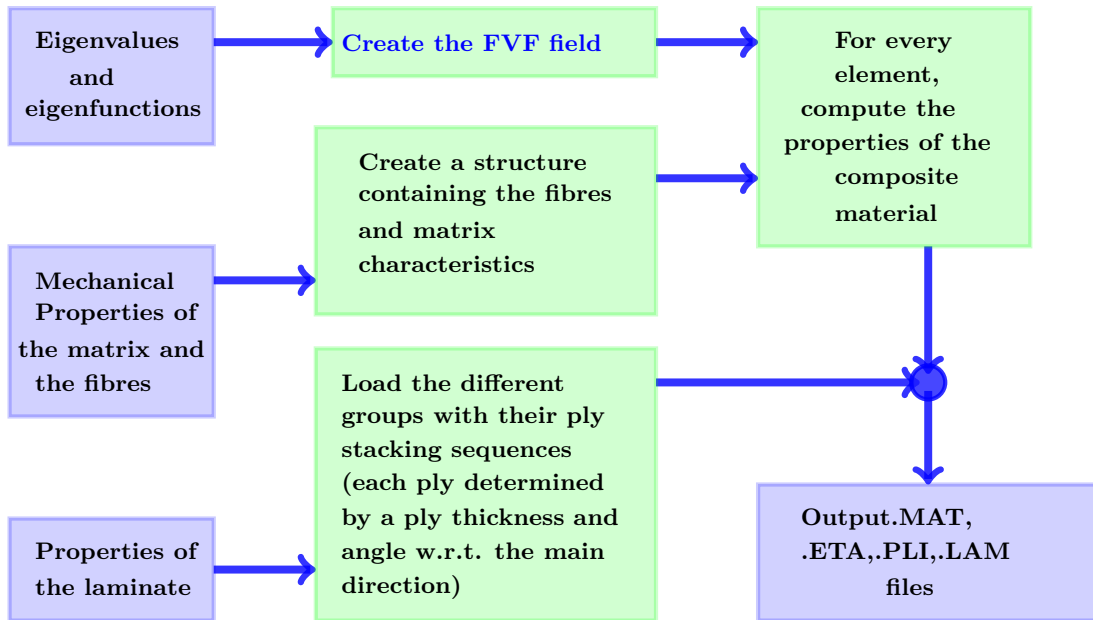 Eigenvalues
and
eigenfunctions
Create the FVF field
For every
element,
compute the
properties of the
composite
material
Create a structure
containing the fibres
and matrix
characteristics
Mechanical
Properties of
the matrix and
the fibres
Load the different
groups with their ply
stacking sequences
(each ply determined
by a ply thickness and
angle w.r.t. the main
direction)
Properties of
the laminate
Output.MAT,
.ETA,.PLI,.LAM
files